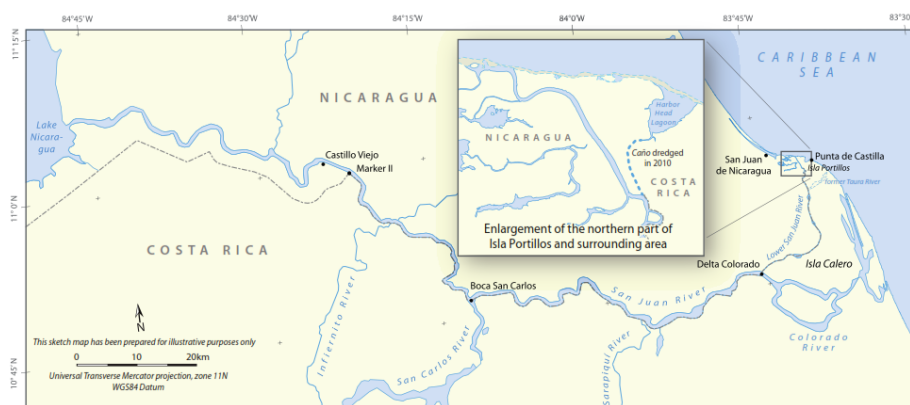 84°45'W
84°30'W
84°15'W
84°00'W
83°45'W
83°30'W
11°15'N
CARIBBEAN
SEA
NICARAGUA
Harbor
Head
Lagoon
Lake
Nicara-
gua
NICARAGUA
Castillo Viejo
Marker II
Caño dredged
in 2010
San Juan
de Nicaragua
Punta de Castilla
Isla Portillos
former Taura River
COSTA
RICA
11°0'N
Enlargement of the northern part of
Isla Portillos and surrounding area
COSTA RICA
Lower San Juan River
Delta Colorado
Isla Calero
Boca San Carlos
San Juan River
Infiernito River
San Carlos River
Sarapiquí River
Colorado
River
N
This sketch map has been prepared for illustrative purposes only
0 10 20km
Universal Transverse Mercator projection, zone 11N
WGS84 Datum
10°45'N